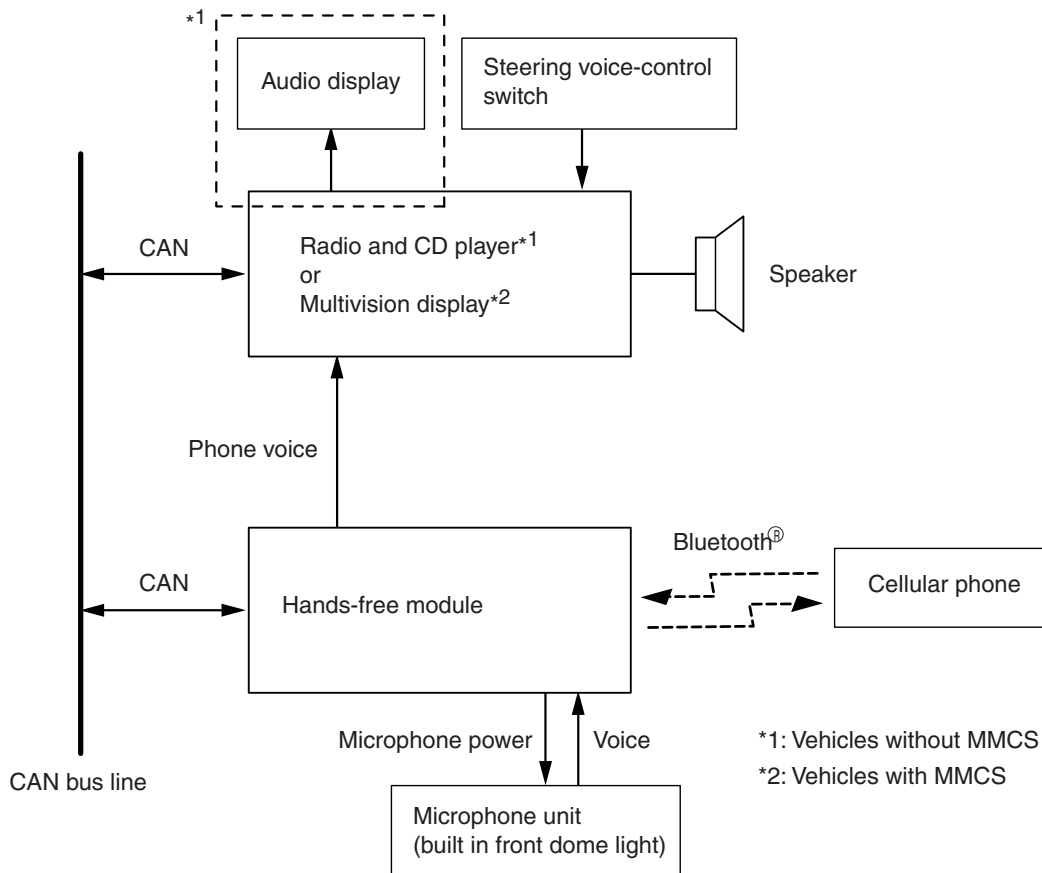 *1
Audio display
Steering voice-control
switch
CAN
Radio and CD player*1
or
Multivision display*2
Speaker
Phone voice
Bluetooth®
CAN
Hands-free module
Cellular phone
Microphone power
Voice
*1: Vehicles without MMCS
*2: Vehicles with MMCS
CAN bus line
Microphone unit
(built in front dome light)